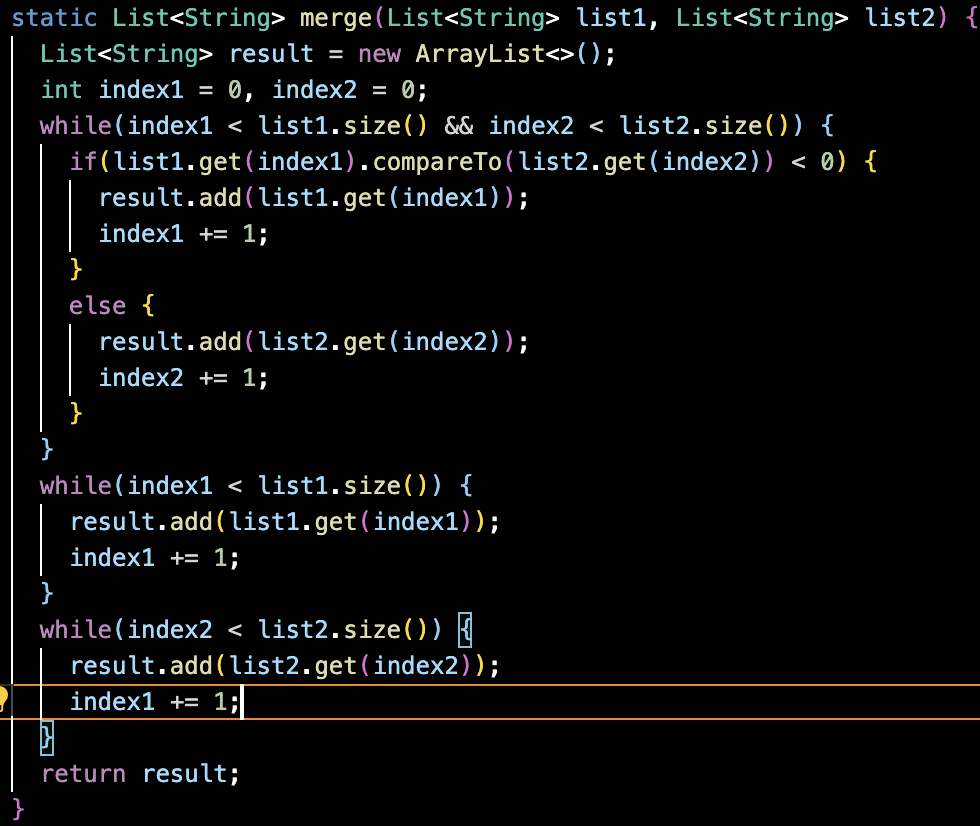 static List<String> merge(List<String> list1, List<String> list2) {
List<String> result = new ArrayList<>();
int index1 = 0, index2 = 0;
while(index1 < list1.size() && index2 < list2.size()) {
if(list1.get(index1).compareTo(list2.get(index2)) < 0) {
result.add(list1.get(index1));
index1 += 1;
}
else {
result.add(list2.get(index2));
index2 += 1;
}
}
while(index1 < list1.size()) {
result.add(list1.get(index1));
index1 += 1;
}
while(index2 < list2.size()) {
result.add(list2.get(index2));
index1 += 1;
}
return result;
}